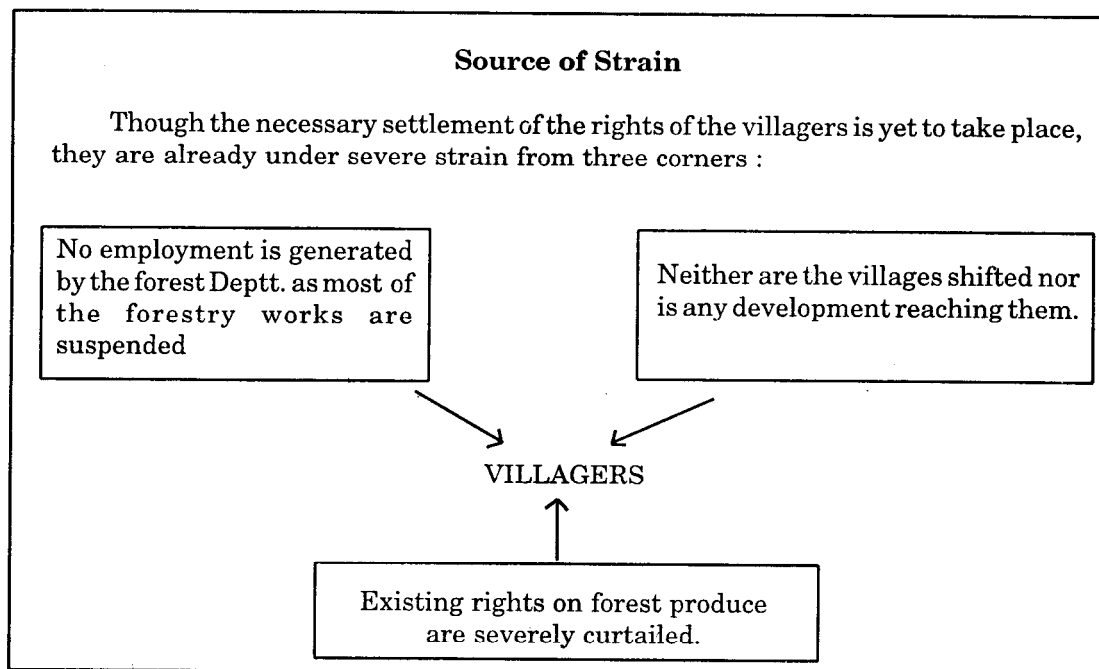 Source of Strain
Though the necessary settlement of the rights of the villagers is yet to take place,
they are already under severe strain from three corners :
No employment is generated
by the forest Deptt. as most of
the forestry works are
suspended
Neither are the villages shifted nor
is any development reaching them.
VILLAGERS
Existing rights on forest produce
are severely curtailed.